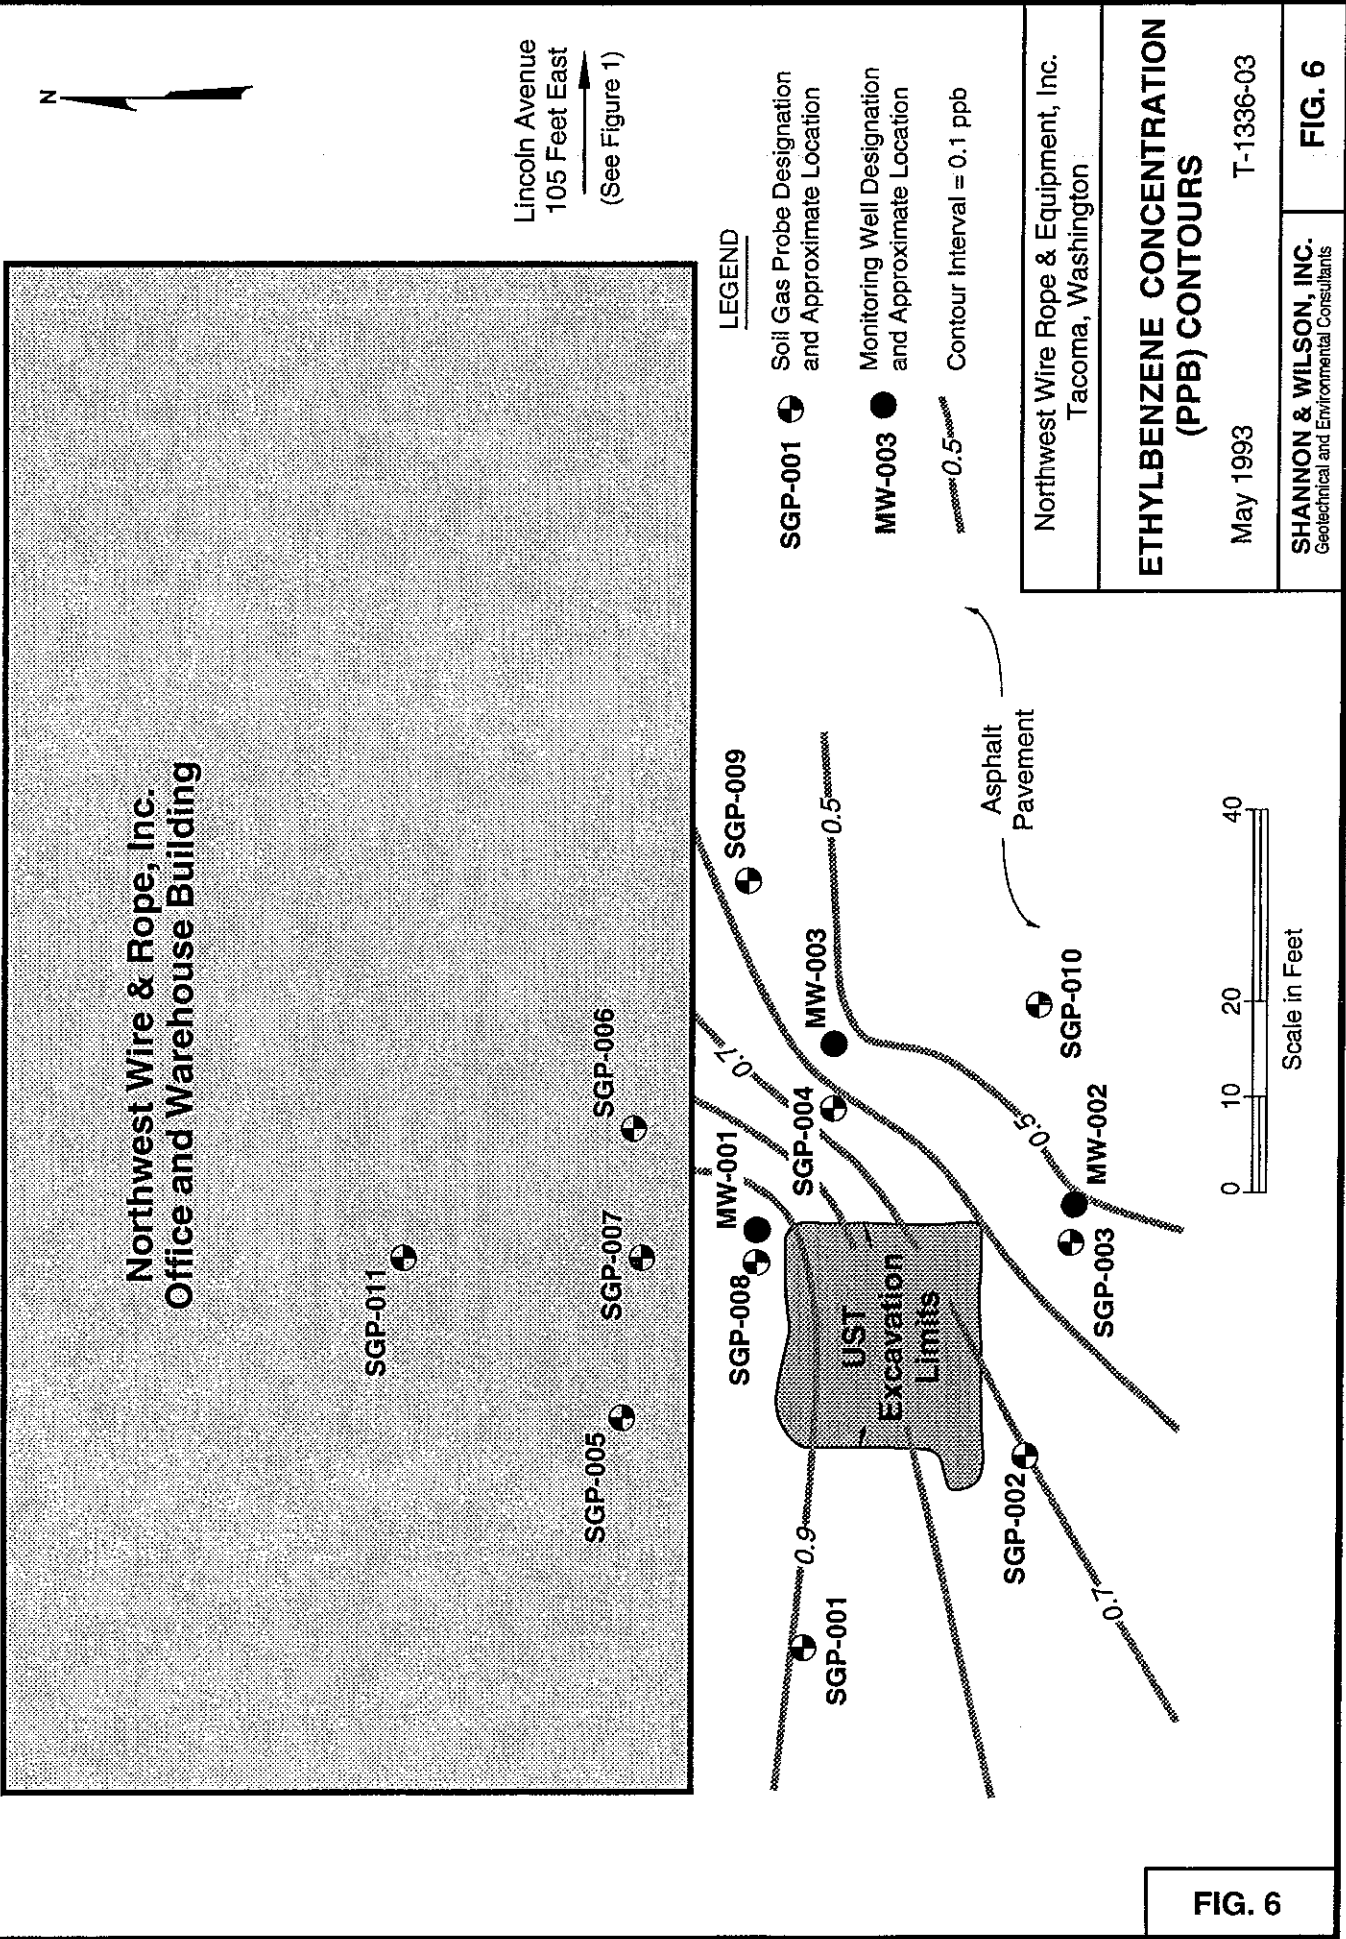 N
Lincoln Avenue
105 Feet East
(See Figure 1)
Northwest Wire & Rope, Inc.
Office and Warehouse Building
SGP-011
SGP-005
SGP-007
SGP-006
SGP-008
MW-001
SGP-009
0.7
SGP-004
MW-003
0.5
SGP-001
0.9
UST
Excavation
Limits
SGP-002
0.7
SGP-003
MW-002
0.5
SGP-010
Asphalt
Pavement
0 10 20 40
Scale in Feet
LEGEND
SGP-001 Soil Gas Probe Designation
and Approximate Location
MW-003 Monitoring Well Designation
and Approximate Location
0.5 Contour Interval = 0.1 ppb
Northwest Wire Rope & Equipment, Inc.
Tacoma, Washington
ETHYLBENZENE CONCENTRATION
(PPB) CONTOURS
May 1993 T-1336-03
SHANNON & WILSON, INC.
Geotechnical and Environmental Consultants
FIG. 6
FIG. 6